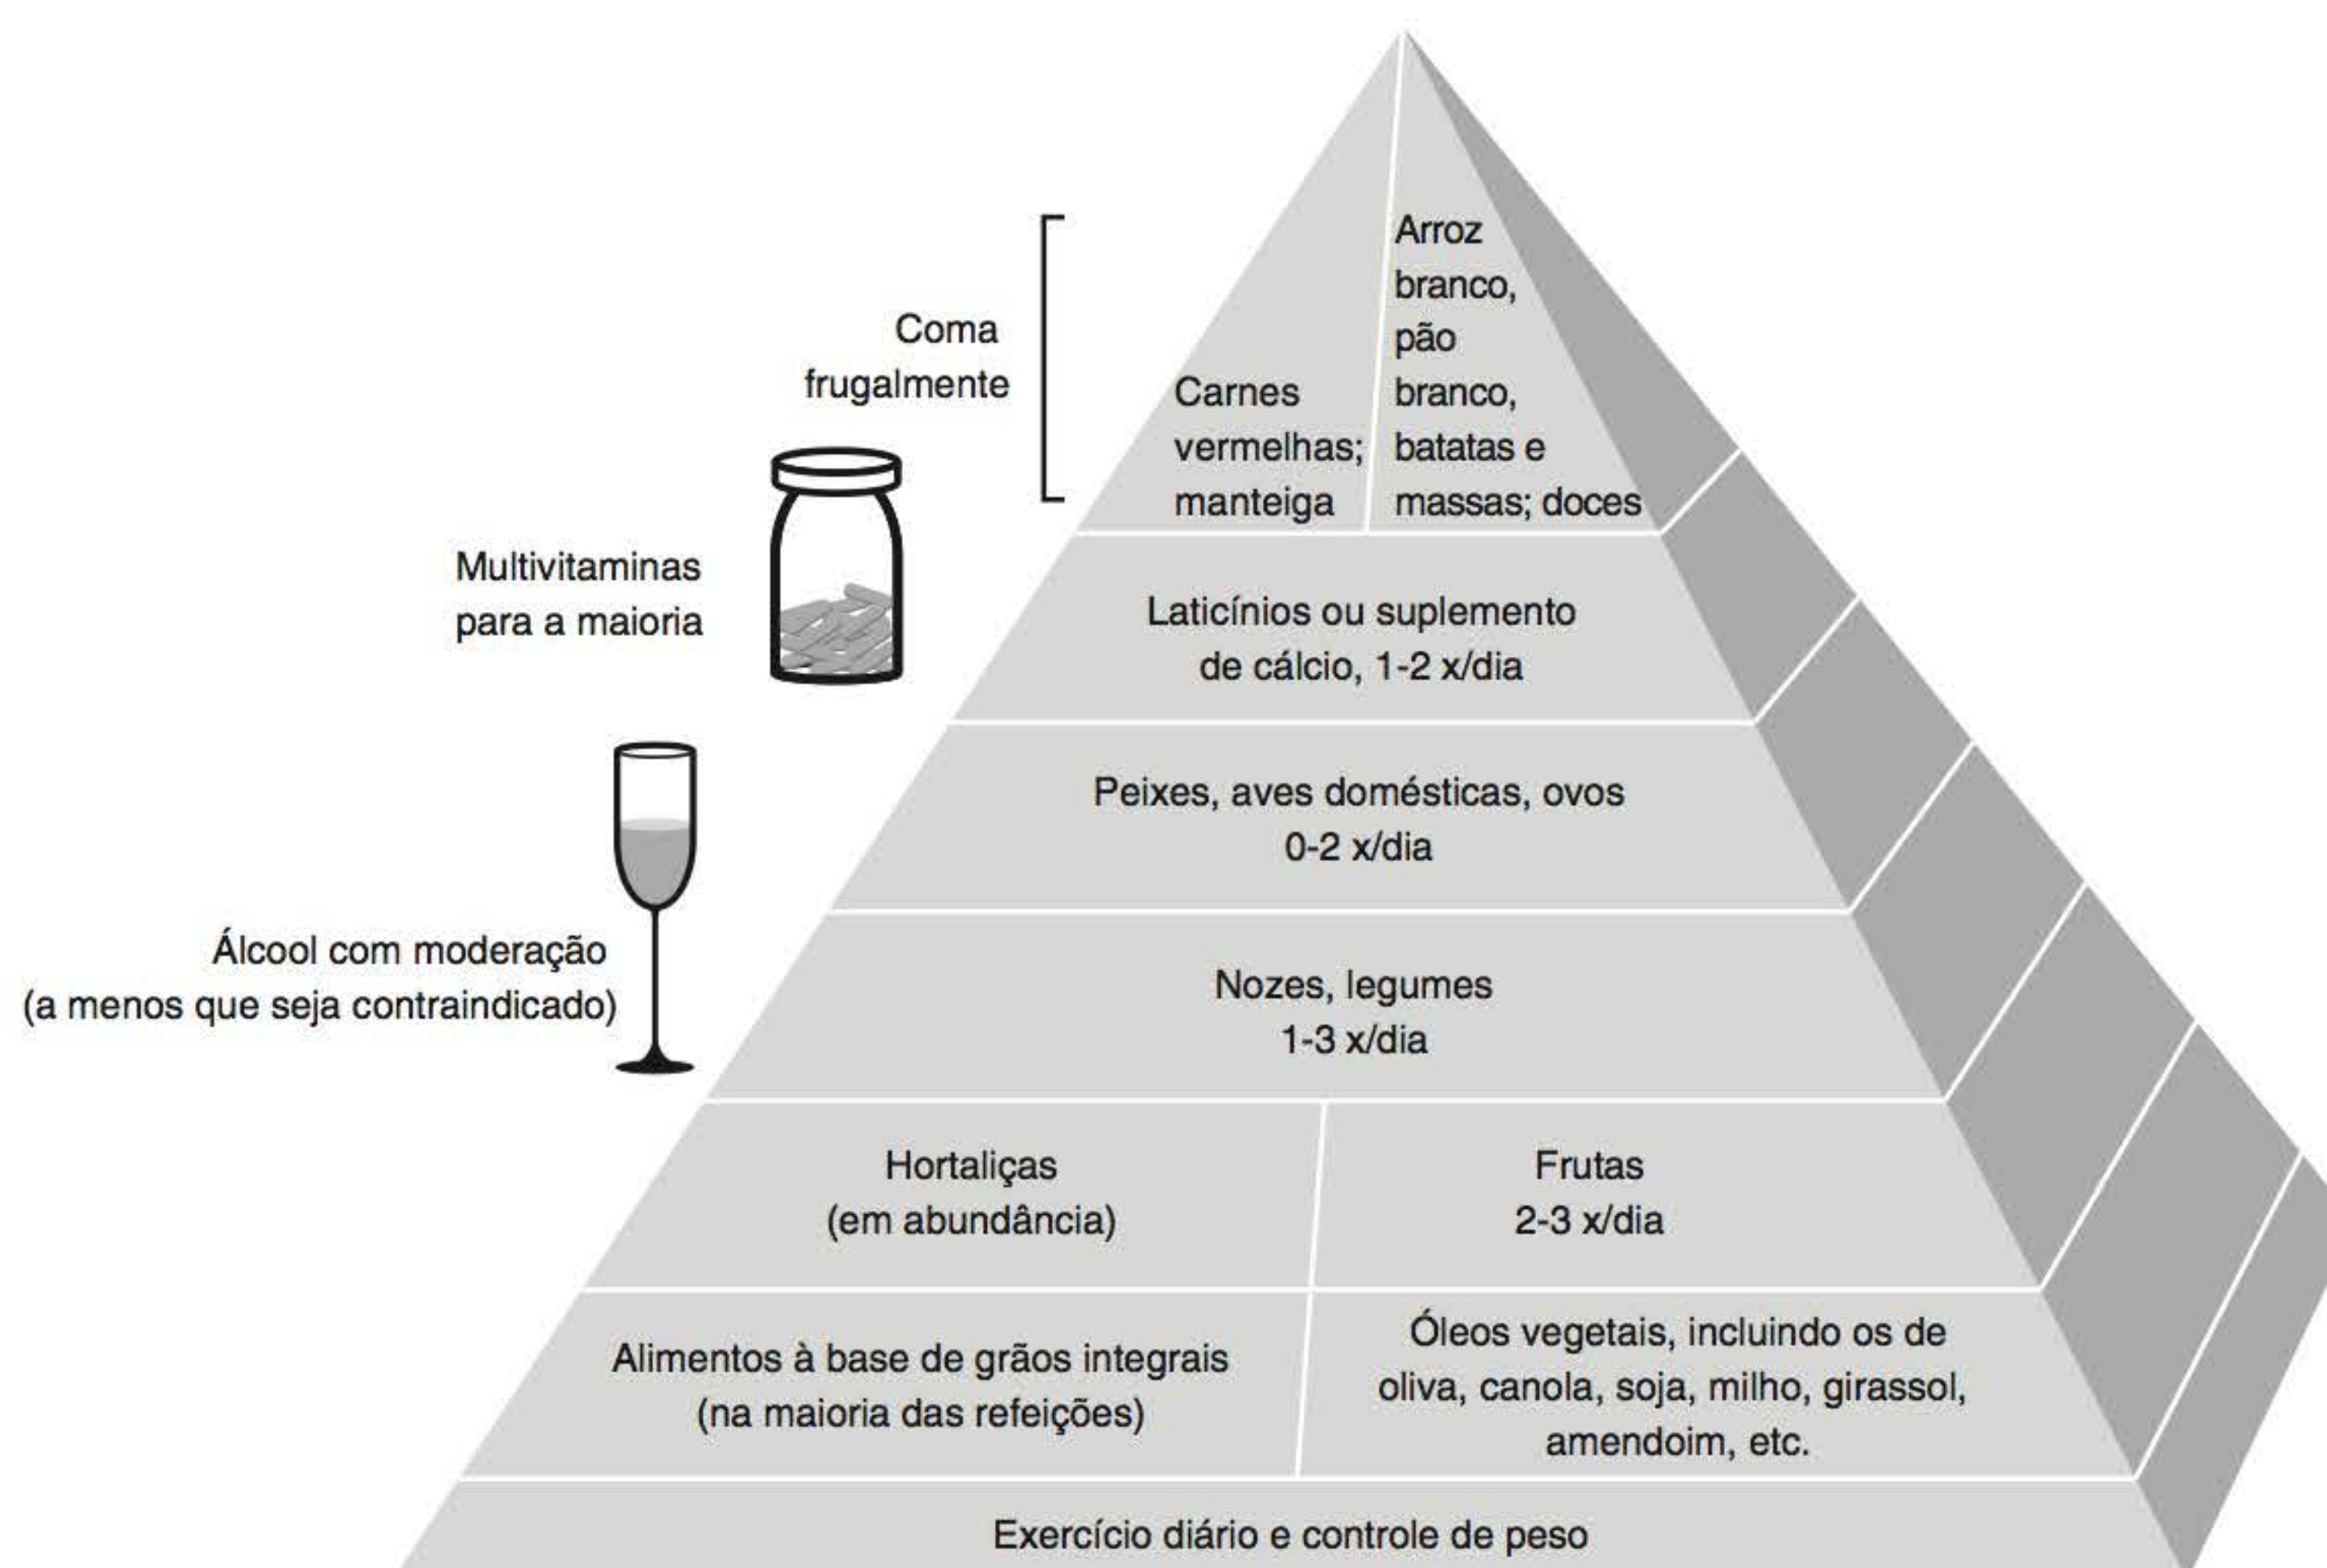 Coma
frugalmente
Carnes
vermelhas;
manteiga
Arroz
branco,
pão
branco,
batatas e
massas; doces
Multivitaminas
para a maioria
Laticínios ou suplemento
de cálcio, 1-2 x/dia
Peixes, aves domésticas, ovos
0-2 x/dia
Álcool com moderação
(a menos que seja contraindicado)
Nozes, legumes
1-3 x/dia
Hortaliças
(em abundância)
Frutas
2-3 x/dia
Alimentos à base de grãos integrais
(na maioria das refeições)
Óleos vegetais, incluindo os de
oliva, canola, soja, milho, girassol,
amendoim, etc.
Exercício diário e controle de peso